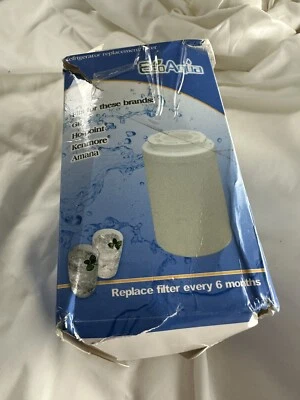 refrigerator replacement
EcoAqua
for these brands:
GE
Hotpoint
Kenmore®
Amana
Replace filter every 6 months